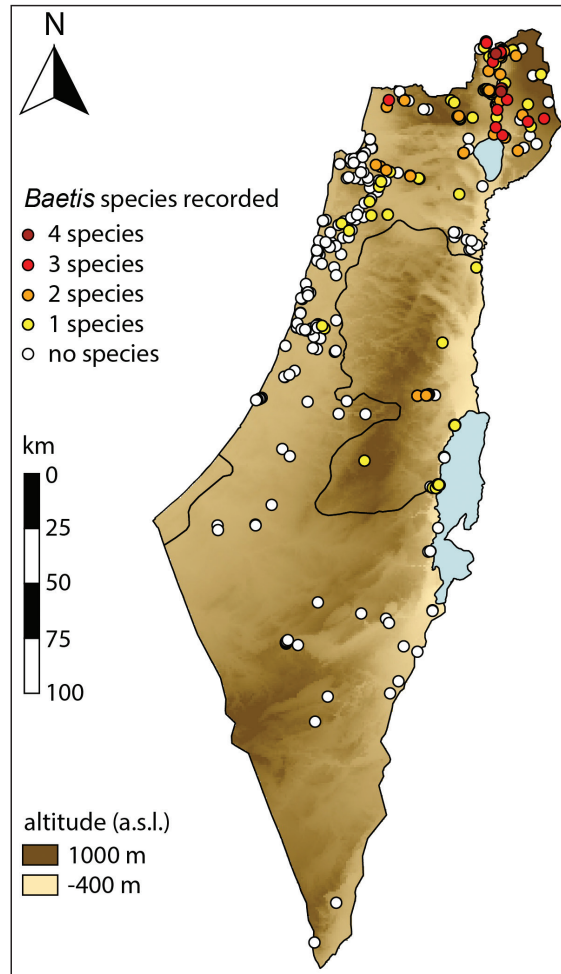 N
Baetis species recorded
4 species
3 species
2 species
1 species
no species
km
0
25
50
75
100
altitude (a.s.l.)
1000 m
-400 m